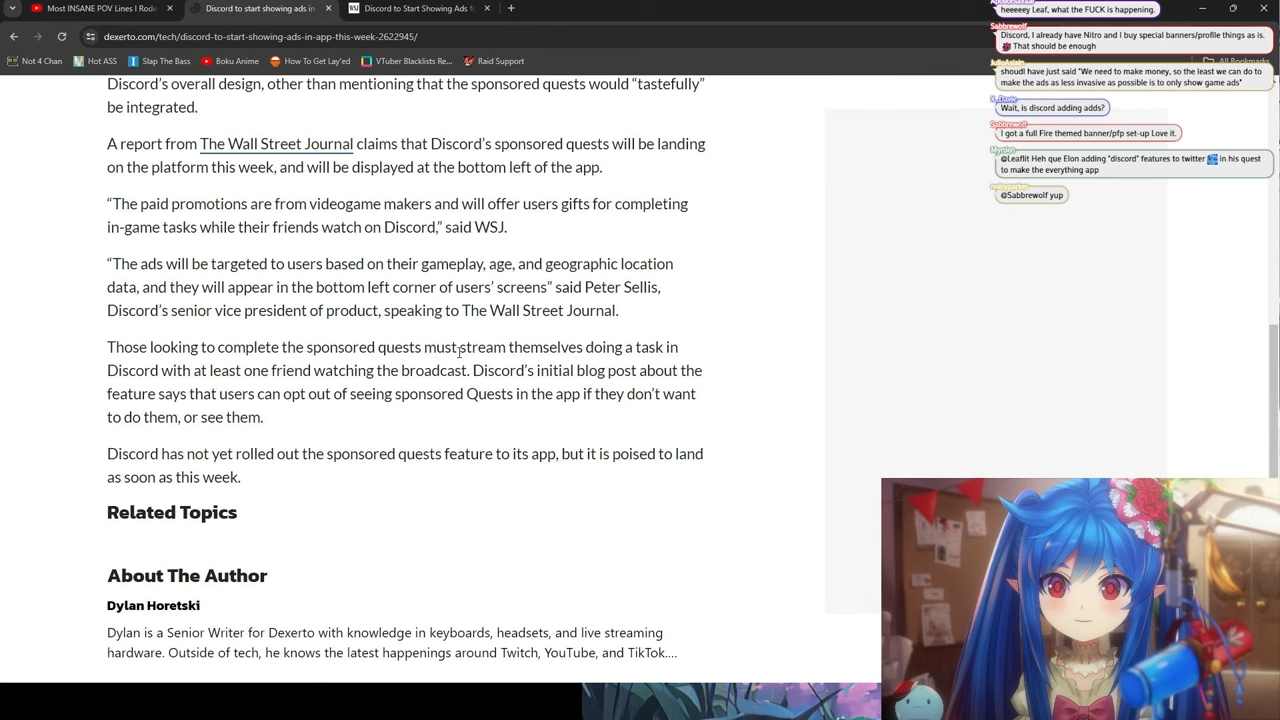 Most INSANE POV Lines I Rode
Discord to start showing ads in
Discord to Start Showing Ads f
dexerto.com/tech/discord-to-start-showing-ads-in-app-this-week-2622945/
Not 4 Chan
Hot ASS
Slap The Bass
Boku Anime
How To Get Lay'ed
VTuber Blacklists Re...
Raid Support
All Bookmarks
Discord's overall design, other than mentioning that the sponsored quests would “tastefully”
be integrated.
A report from The Wall Street Journal claims that Discord's sponsored quests will be landing
on the platform this week, and will be displayed at the bottom left of the app.
“The paid promotions are from videogame makers and will offer users gifts for completing
in-game tasks while their friends watch on Discord,” said WSJ.
“The ads will be targeted to users based on their gameplay, age, and geographic location
data, and they will appear in the bottom left corner of users' screens” said Peter Sellis,
Discord's senior vice president of product, speaking to The Wall Street Journal.
Those looking to complete the sponsored quests must stream themselves doing a task in
Discord with at least one friend watching the broadcast. Discord's initial blog post about the
feature says that users can opt out of seeing sponsored Quests in the app if they don't want
to do them, or see them.
Discord has not yet rolled out the sponsored quests feature to its app, but it is poised to land
as soon as this week.
Related Topics
About The Author
Dylan Horetski
Dylan is a Senior Writer for Dexerto with knowledge in keyboards, headsets, and live streaming
hardware. Outside of tech, he knows the latest happenings around Twitch, YouTube, and TikTok....
heeeeey Leaf, what the FUCK is happening.
Sabbrewolf
Discord, I already have Nitro and i buy special banners/profile things as is.
That should be enough
shoudl have just said "We need to make money, so the least we can do to
make the ads as less invasive as possible is to only show game ads"
X_Davie
Wait, is discord adding adds?
Sabbrewolf
I got a full Fire themed banner/pfp set-up Love it.
@Leaflit Heh que Elon adding "discord" features to twitter in his quest
to make the everything app
@Sabbrewolf yup